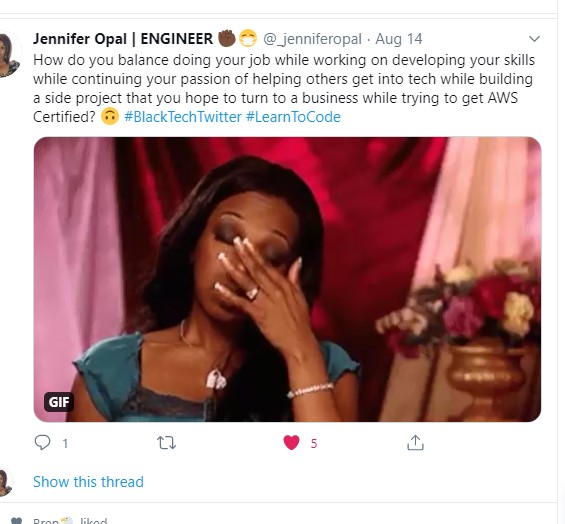 Jennifer Opal | ENGINEER ✊🏿😷 @_jenniferopal · Aug 14
How do you balance doing your job while working on developing your skills
while continuing your passion of helping others get into tech while building
a side project that you hope to turn to a business while trying to get AWS
Certified? 🙃 #BlackTechTwitter #LearnToCode
GIF
1
5
Show this thread
liked